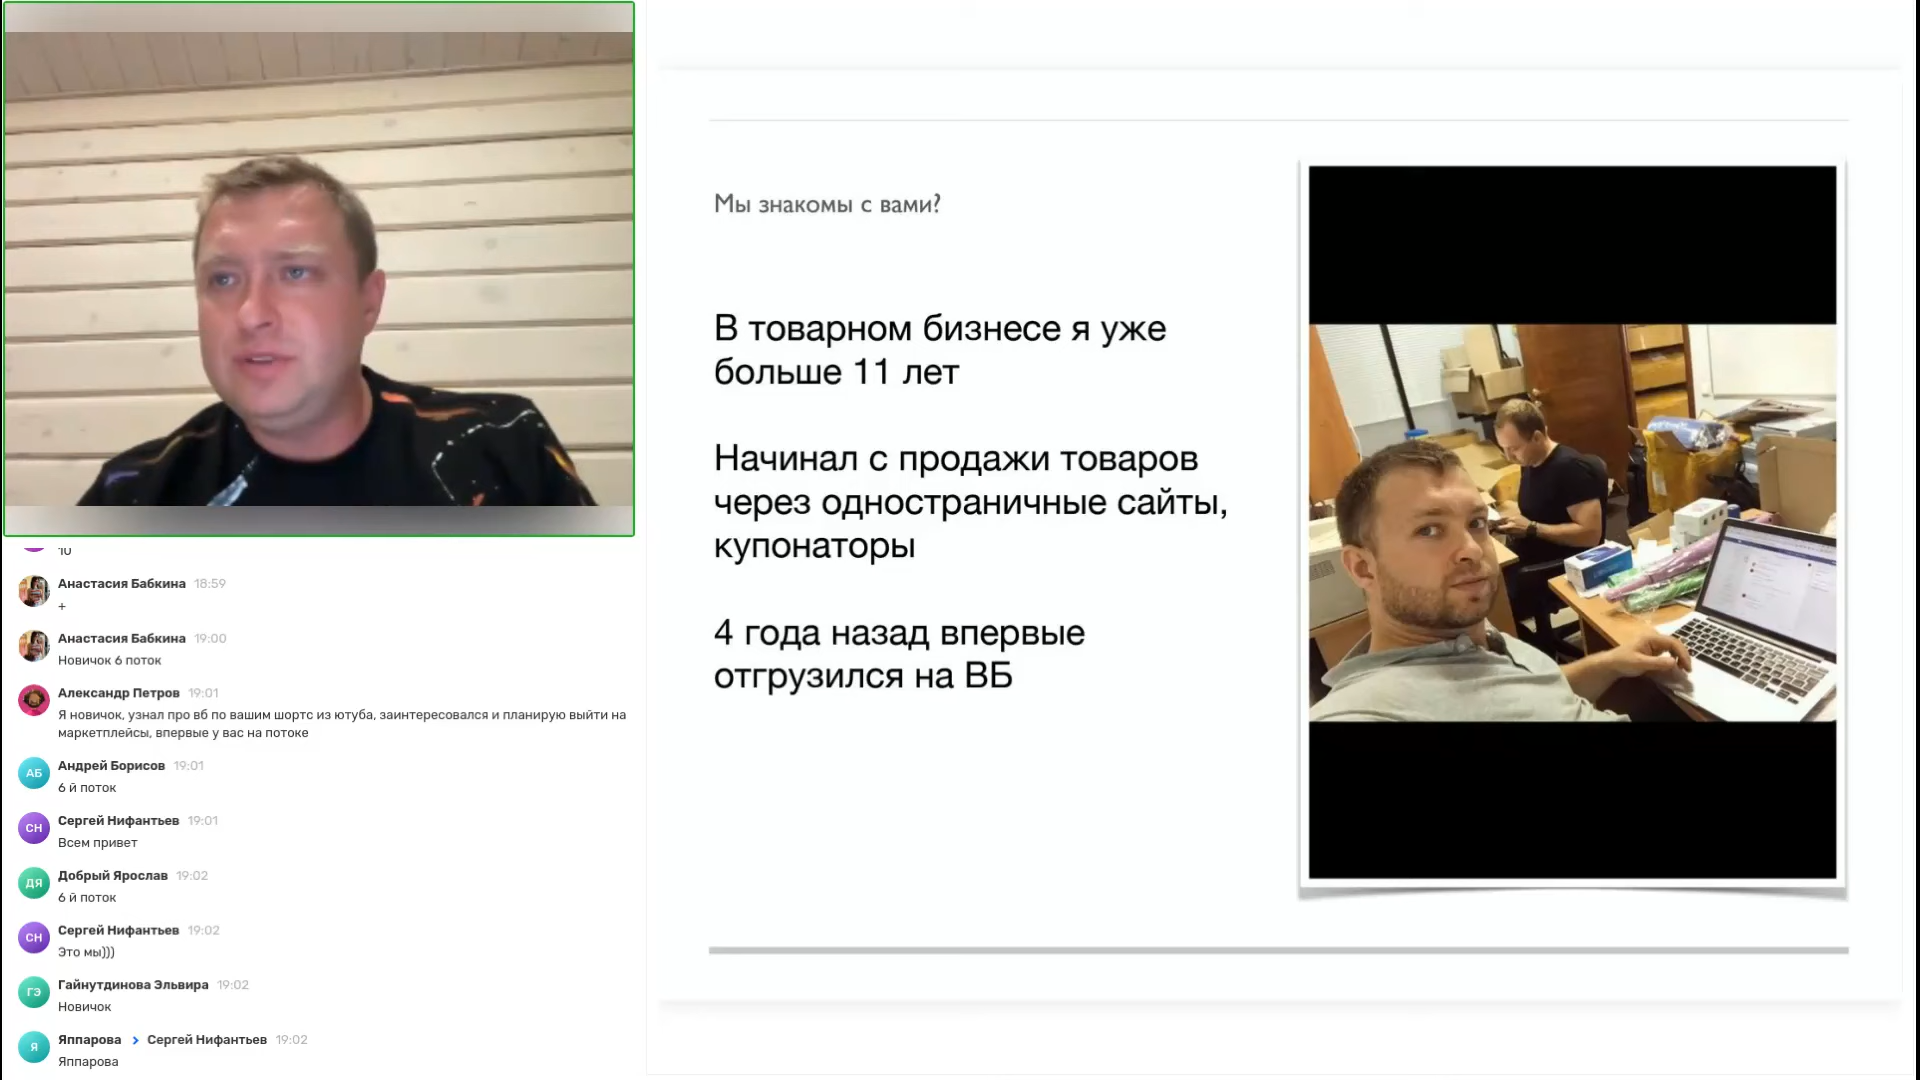 10
Анастасия Бабкина 18:59
+
Анастасия Бабкина 19:00
Новичок 6 поток
Александр Петров 19:01
Я новичок, узнал про вб по вашим шортс из ютуба, заинтересовался и планирую выйти на
маркетплейсы, впервые у вас на потоке
АБ
Андрей Борисов 19:01
6 й поток
СН
Сергей Нифантьев 19:01
Всем привет
ДЯ
Добрый Ярослав 19:02
6 й поток
СН
Сергей Нифантьев 19:02
Это мы)))
ГЭ
Гайнутдинова Эльвира 19:02
Новичок
Я
Яппарова > Сергей Нифантьев 19:02
Яппарова
Мы знакомы с вами?
В товарном бизнесе я уже
больше 11 лет
Начинал с продажи товаров
через одностраничные сайты,
купонаторы
4 года назад впервые
отгрузился на ВБ